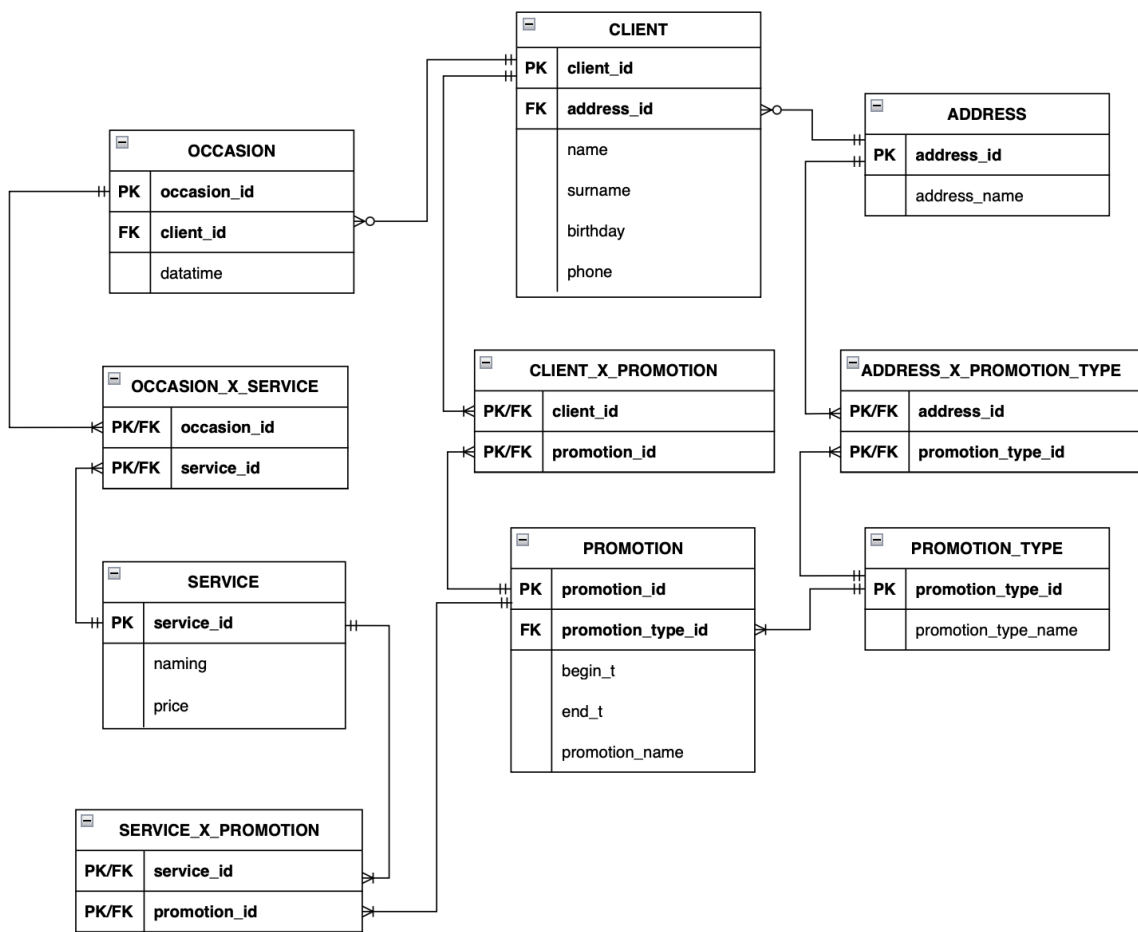 CLIENT
PK client_id
FK address_id
name
surname
birthday
phone
ADDRESS
PK address_id
address_name
OCCASION
PK occasion_id
FK client_id
datatime
OCCASION_X_SERVICE
PK/FK occasion_id
PK/FK service_id
CLIENT_X_PROMOTION
PK/FK client_id
PK/FK promotion_id
ADDRESS_X_PROMOTION_TYPE
PK/FK address_id
PK/FK promotion_type_id
SERVICE
PK service_id
naming
price
PROMOTION
PK promotion_id
FK promotion_type_id
begin_t
end_t
promotion_name
PROMOTION_TYPE
PK promotion_type_id
promotion_type_name
SERVICE_X_PROMOTION
PK/FK service_id
PK/FK promotion_id